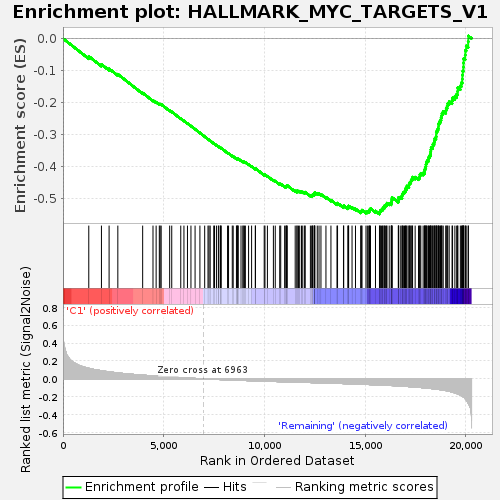 Enrichment plot: HALLMARK_MYC_TARGETS_V1
Enrichment score (ES)
0.0
-0.1
-0.2
-0.3
-0.4
-0.5
Ranked list metric (Signal2Noise)
0.8
0.6
0.4
0.2
0.0
-0.2
-0.4
-0.6
'C1' (positively correlated)
Zero cross at 6963
'Remaining' (negatively correlated)
0
5,000
10,000
15,000
20,000
Rank in Ordered Dataset
Enrichment profile
Hits
Ranking metric scores